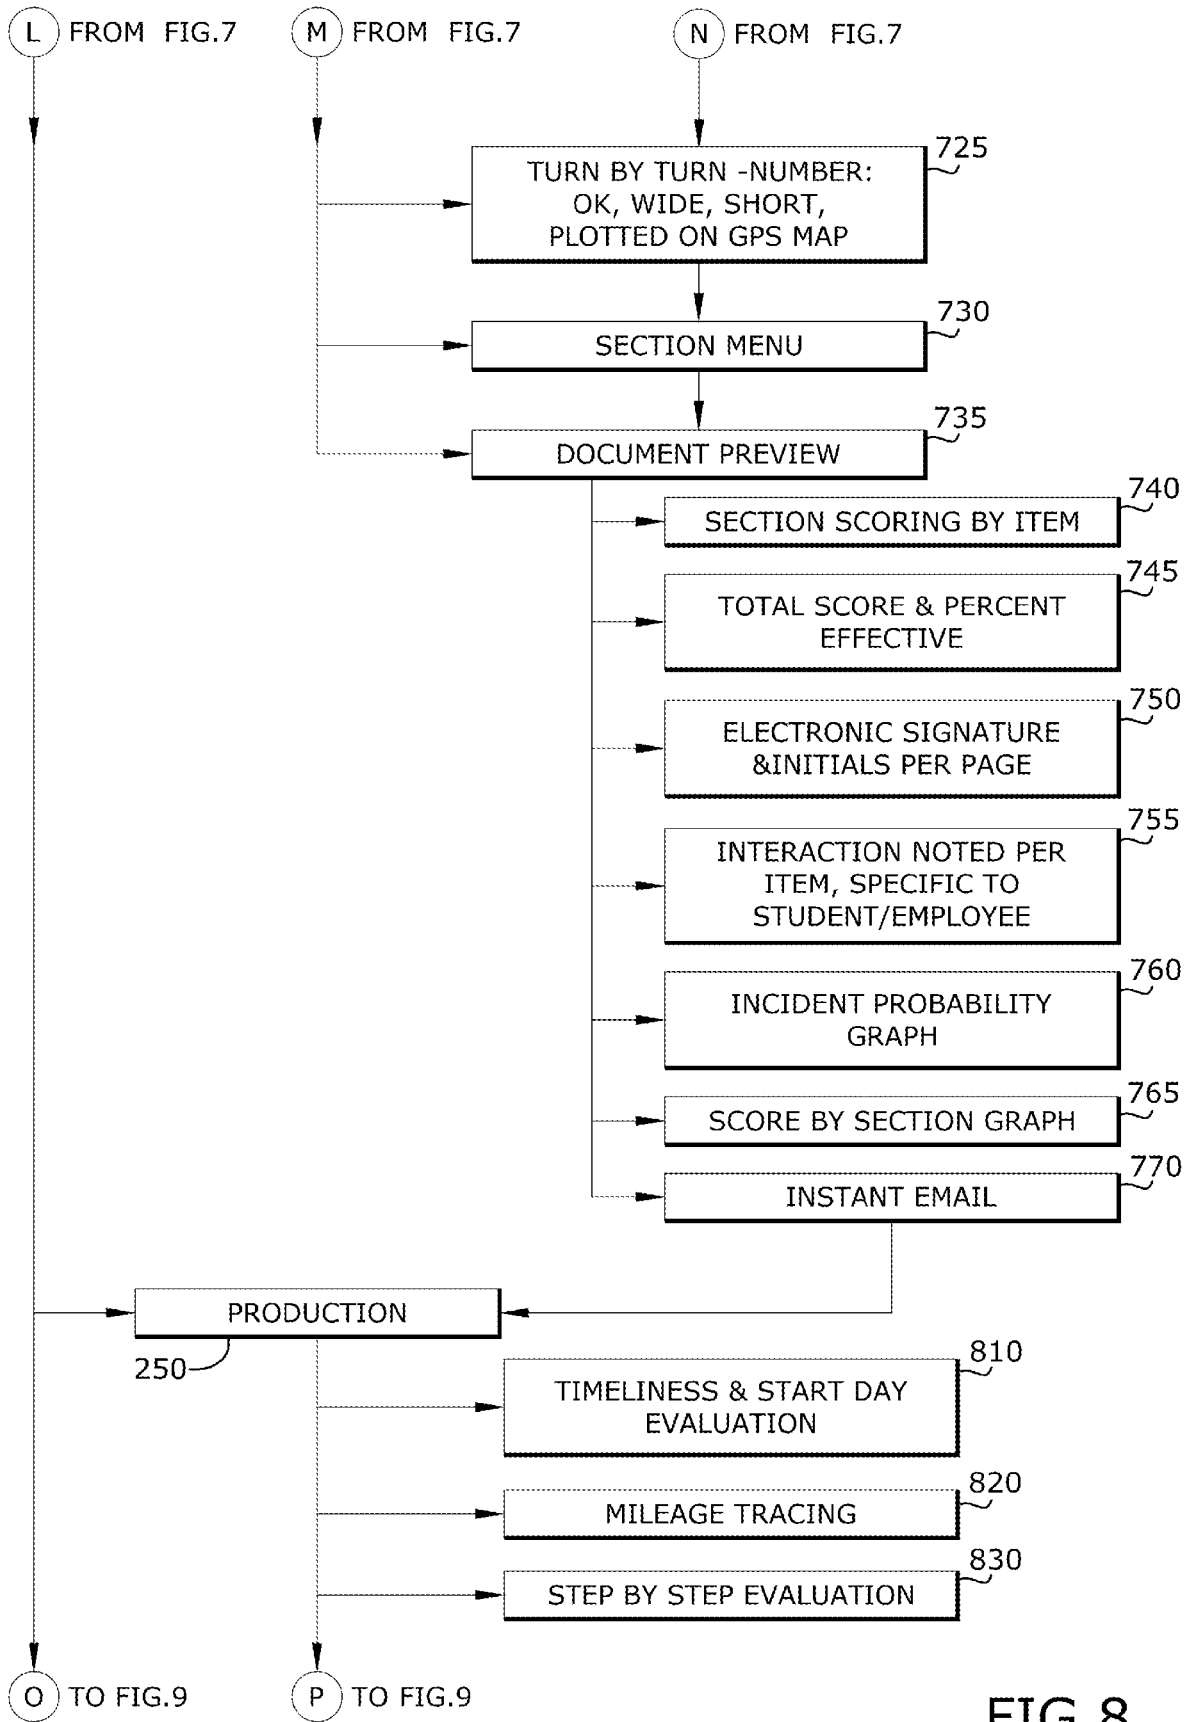 L FROM FIG.7
M FROM FIG.7
N FROM FIG.7
725
TURN BY TURN -NUMBER:
OK, WIDE, SHORT,
PLOTTED ON GPS MAP
730
SECTION MENU
735
DOCUMENT PREVIEW
740
SECTION SCORING BY ITEM
745
TOTAL SCORE & PERCENT
EFFECTIVE
750
ELECTRONIC SIGNATURE
&INITIALS PER PAGE
755
INTERACTION NOTED PER
ITEM, SPECIFIC TO
STUDENT/EMPLOYEE
760
INCIDENT PROBABILITY
GRAPH
765
SCORE BY SECTION GRAPH
770
INSTANT EMAIL
PRODUCTION
250
810
TIMELINESS & START DAY
EVALUATION
820
MILEAGE TRACING
830
STEP BY STEP EVALUATION
O TO FIG.9
P TO FIG.9
FIG.8